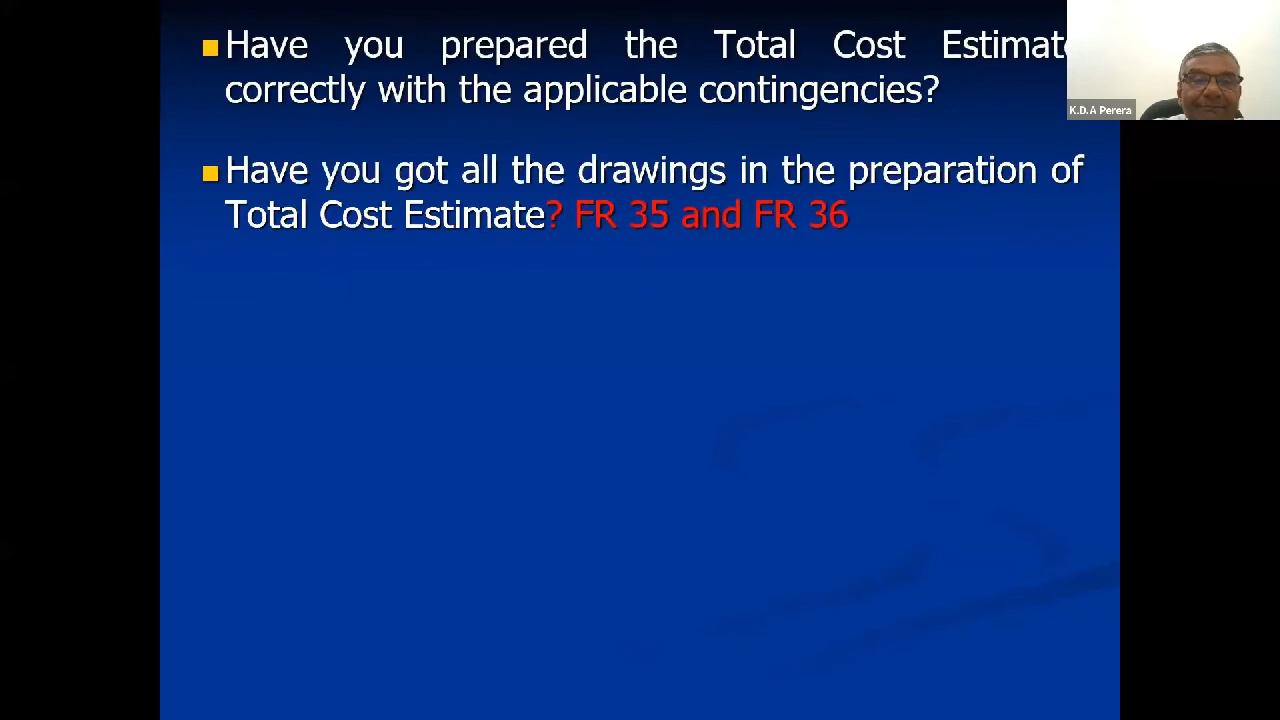 Have you prepared the Total Cost Estimate
correctly with the applicable contingencies?
K.D.A Perera
Have you got all the drawings in the preparation of
Total Cost Estimate? FR 35 and FR 36